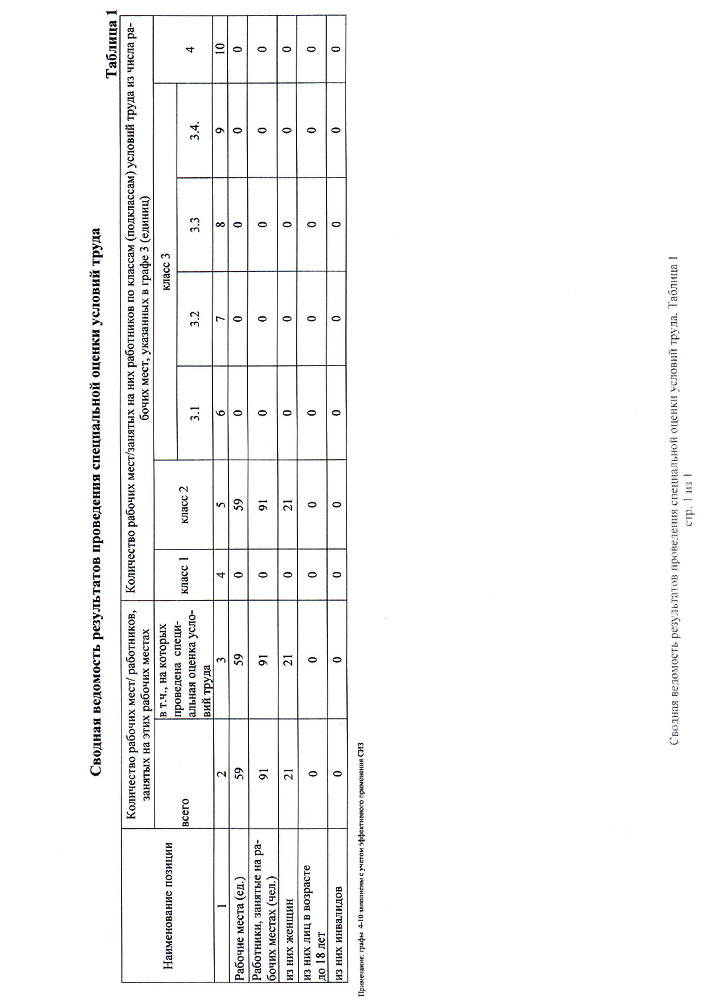 Сводная ведомость результатов проведения специальной оценки условий труда
Таблица 1
Наименование позиции
Количество рабочих мест/ работников,
занятых на этих рабочих местах
Количество рабочих мест/занятых на них работников по классам (подклассам) условий труда из числа ра-
бочих мест, указанных в графе 3 (единиц)
всего
в т.ч., на которых
проведена специ-
альная оценка усло-
вий труда
класс 1
класс 2
класс 3
4
3.1
3.2
3.3
3.4.
1 2 3 4 5 6 7 8 9 10
Рабочие места (ед.) 59 59 0 59 0 0 0 0 0
Работники, занятые на ра-
бочих местах (чел.) 91 91 0 91 0 0 0 0 0
из них женщин 21 21 0 21 0 0 0 0 0
из них лиц в возрасте
до 18 лет 0 0 0 0 0 0 0 0 0
из них инвалидов 0 0 0 0 0 0 0 0 0
Примечание: графы 4-10 заполнены с учетом эффективного применения СИЗ
Сводная ведомость результатов проведения специальной оценки условий труда. Таблица 1
стр. 1 из 1